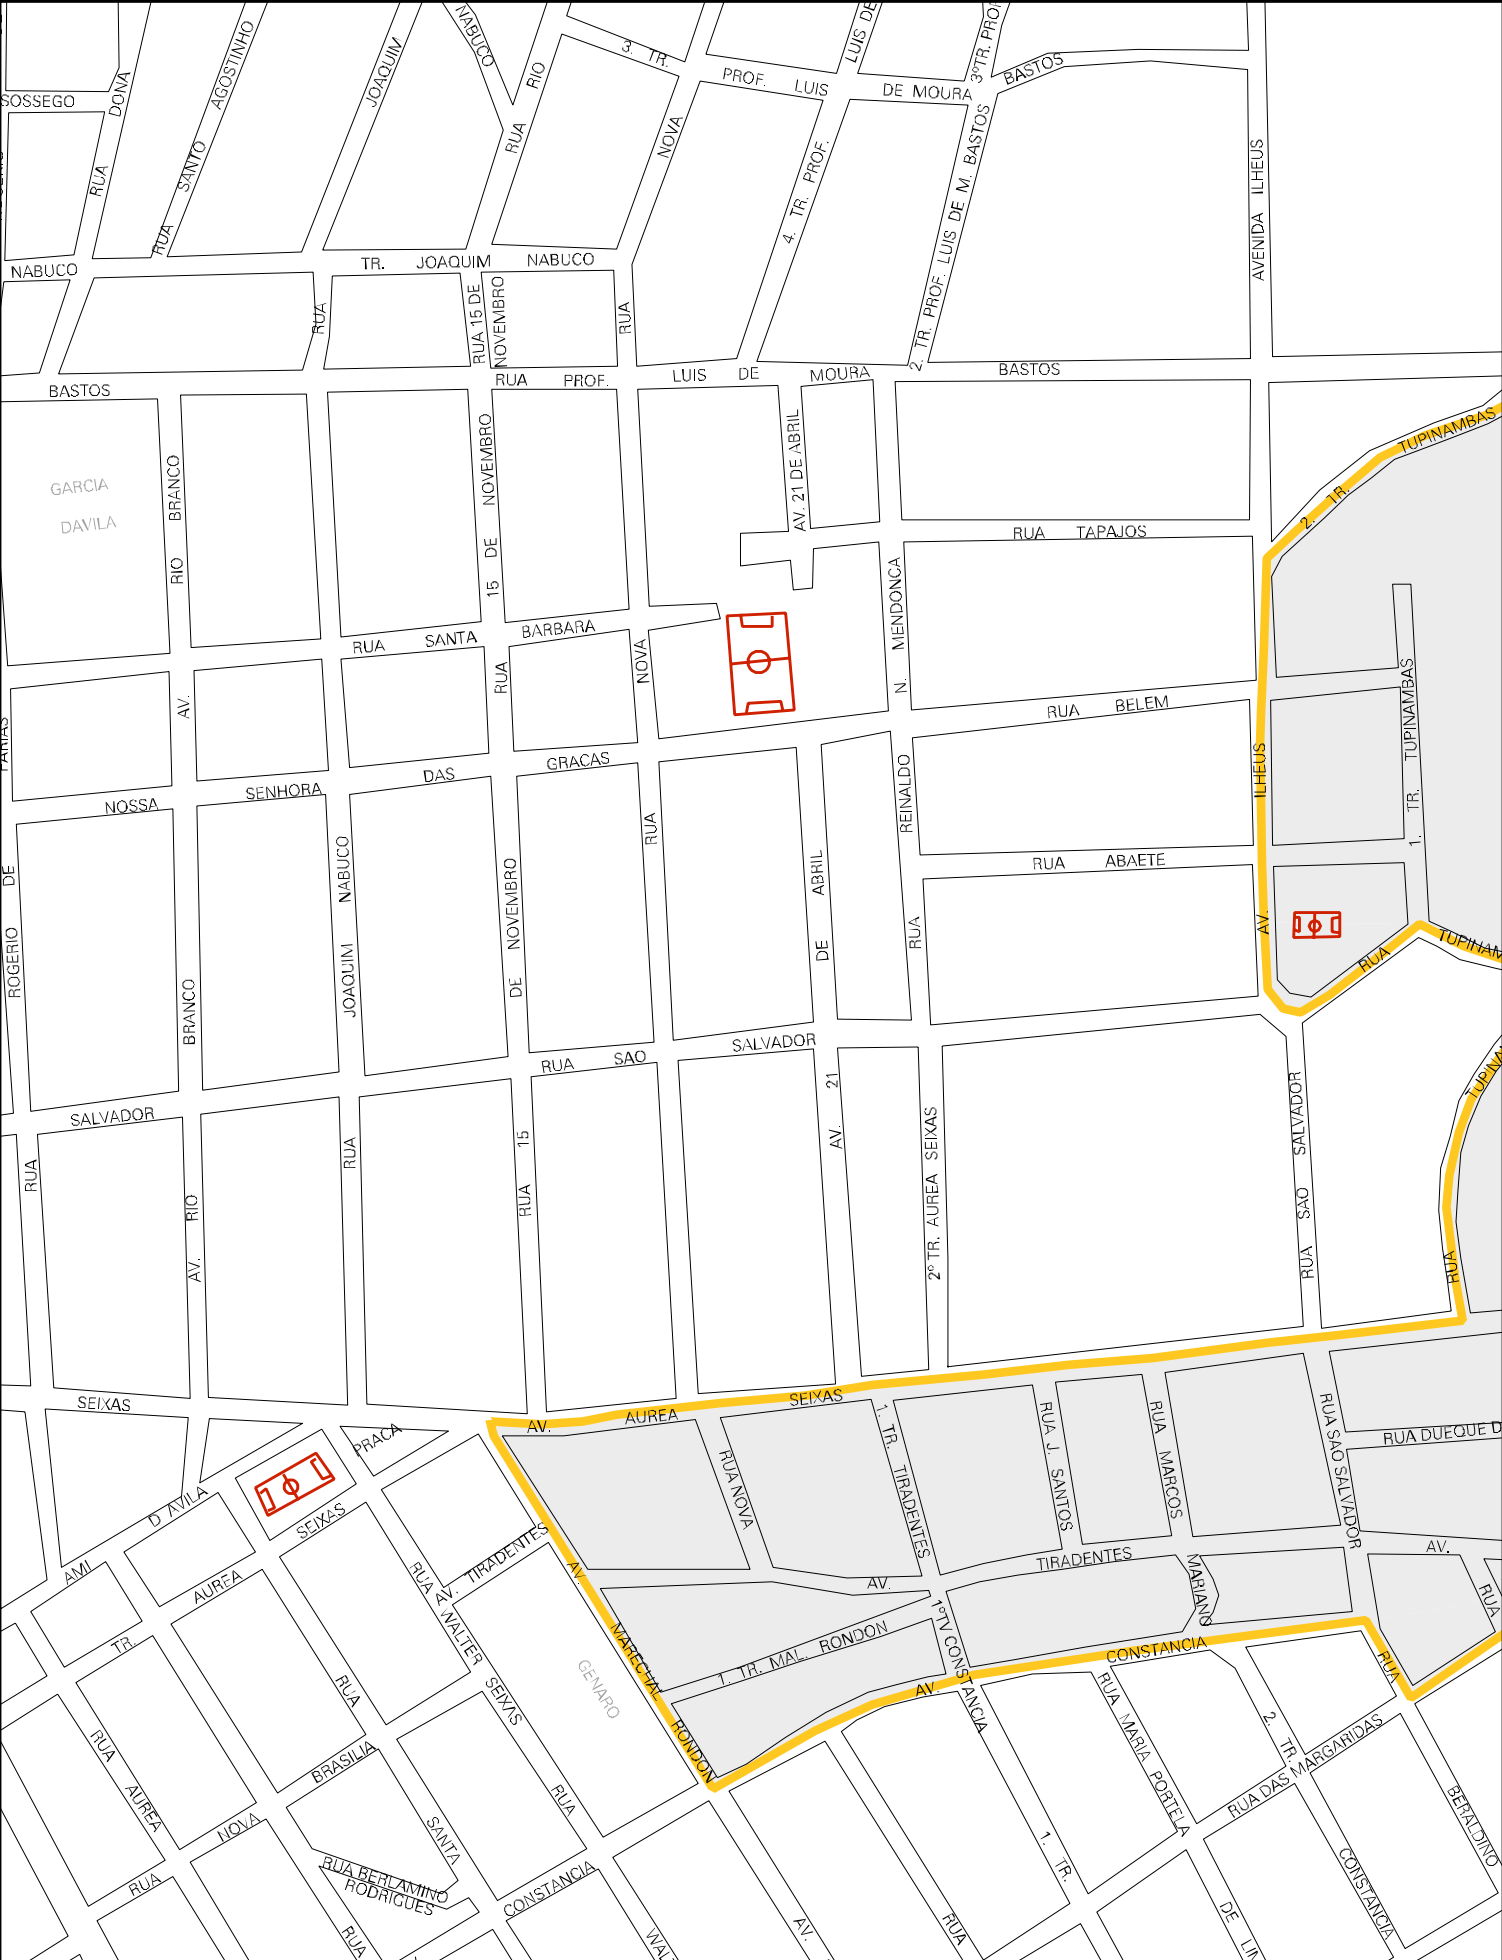 NABUCO
LUIS DE
3ºTR. PROF
AGOSTINHO
JOAQUIM
3. TR.
BASTOS
RIO
PROF. LUIS DE MOURA
SOSSEGO
DONA
RUA
NOVA
SANTO
RUA
4. TR. PROF.
2. TR. PROF. LUIS DE M. BASTOS
AVENIDA ILHEUS
RUA
NABUCO
TR. JOAQUIM NABUCO
RUA
RUA 15 DE
NOVEMBRO
RUA
BASTOS
RUA PROF. LUIS DE MOURA BASTOS
2. TR. TUPINAMBAS
GARCIA
DAVILA
AV. RIO BRANCO
RUA 15 DE NOVEMBRO
AV. 21 DE ABRIL
RUA TAPAJOS
RUA SANTA BARBARA
RUA NOVA
RUA REINALDO N. MENDONCA
RUA BELEM
1. TR. TUPINAMBAS
AV. ILHEUS
NOSSA SENHORA DAS GRACAS
RUA ABAETE
RUA ROGERIO DE FARIAS
AV. RIO BRANCO
RUA JOAQUIM NABUCO
RUA 15 DE NOVEMBRO
AV. 21 DE ABRIL
RUA TUPINAM
SALVADOR
RUA SAO SALVADOR
2º TR. AUREA SEIXAS
RUA SAO SALVADOR
RUA TUPINA
SEIXAS
AV. AUREA SEIXAS
PRACA
D AVILA
AMI
SEIXAS
AUREA
TR.
RUA NOVA
1. TR. TIRADENTES
RUA J. SANTOS
RUA MARCOS
MARIANO
RUA SAO SALVADOR
RUA DUEQUE D
AV. TIRADENTES
AV. TIRADENTES
AV.
RUA
RUA WALTER SEIXAS
AV. MARECHAL RONDON
1. TR. MAL. RONDON
1ºTV CONSTANCIA
AV. CONSTANCIA
RUA
GENARO
RUA
RUA AUREA
BRASILIA
NOVA
RUA
SANTA
RUA
RUA BERLAMINO
RODRIGUES
RUA
CONSTANCIA
WAL
AV.
RUA
1. TR.
RUA MARIA PORTELA
2. TR.
RUA DAS MARGARIDAS
BERALDINO
CONSTANCIA
DE LIN